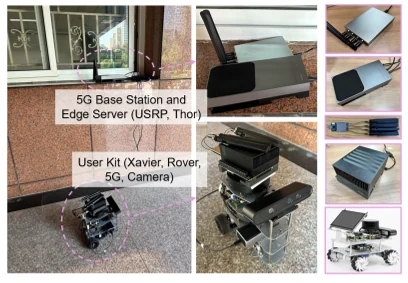 5G Base Station and
Edge Server (USRP, Thor)
User Kit (Xavier, Rover,
5G, Camera)